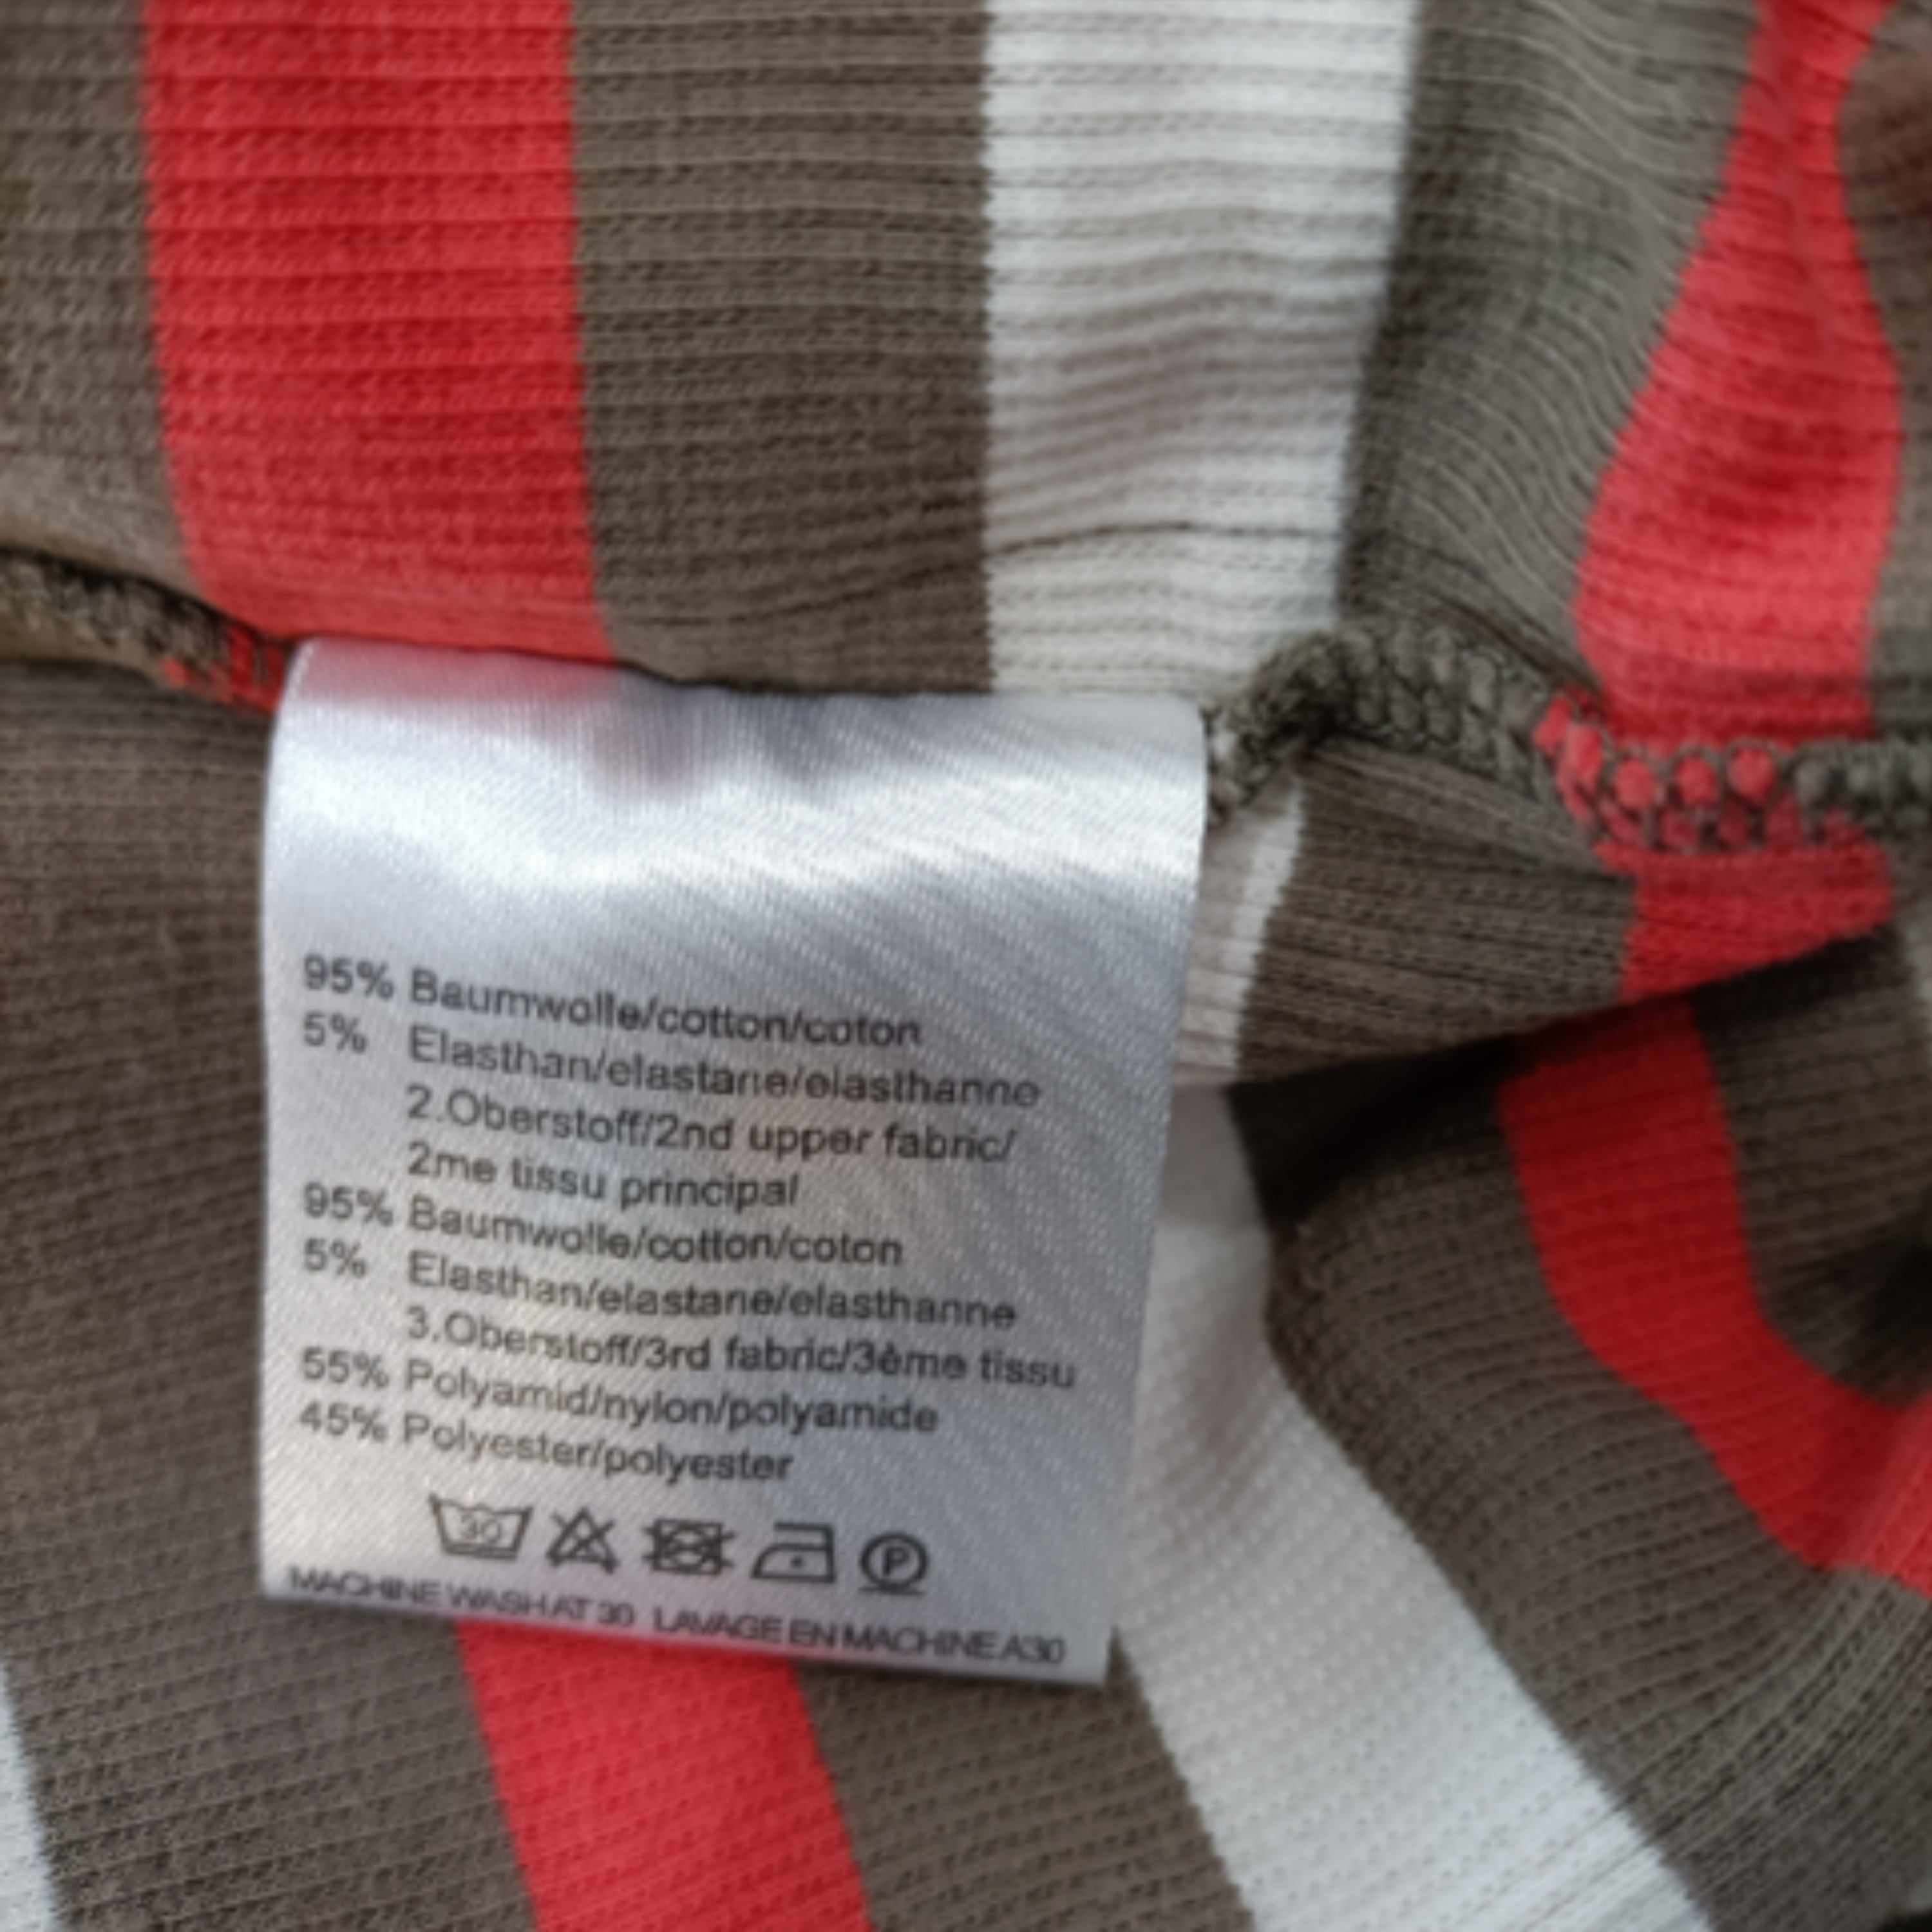 95% Baumwolle/cotton/coton
5% Elasthan/elastane/elasthanne
2.Oberstoff/2nd upper fabric/
2me tissu principal
95% Baumwolle/cotton/coton
5% Elasthan/elastane/elasthanne
3.Oberstoff/3rd fabric/3ème tissu
55% Polyamid/nylon/polyamide
45% Polyester/polyester
30 P
MACHINE WASH AT 30 LAVAGE EN MACHINE A 30